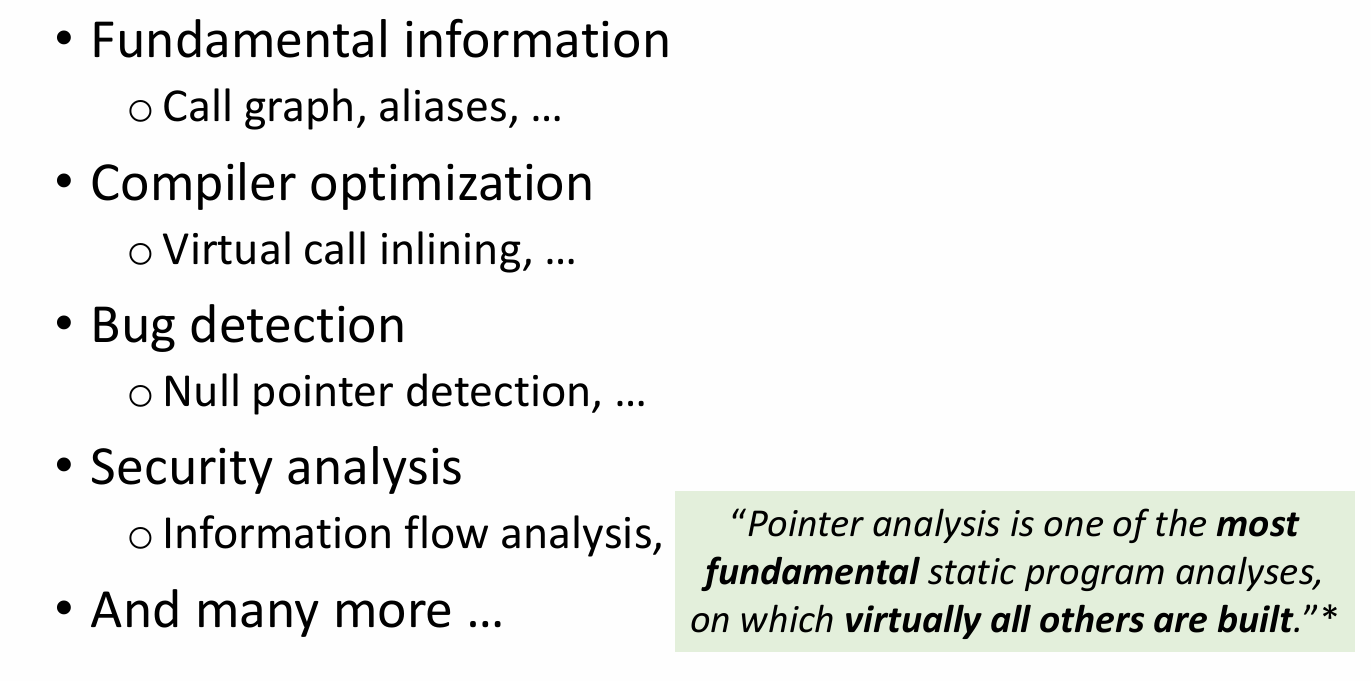 • Fundamental information
o Call graph, aliases, …
• Compiler optimization
o Virtual call inlining, …
• Bug detection
o Null pointer detection, …
• Security analysis
o Information flow analysis,
• And many more …
“Pointer analysis is one of the most
fundamental static program analyses,
on which virtually all others are built.”*